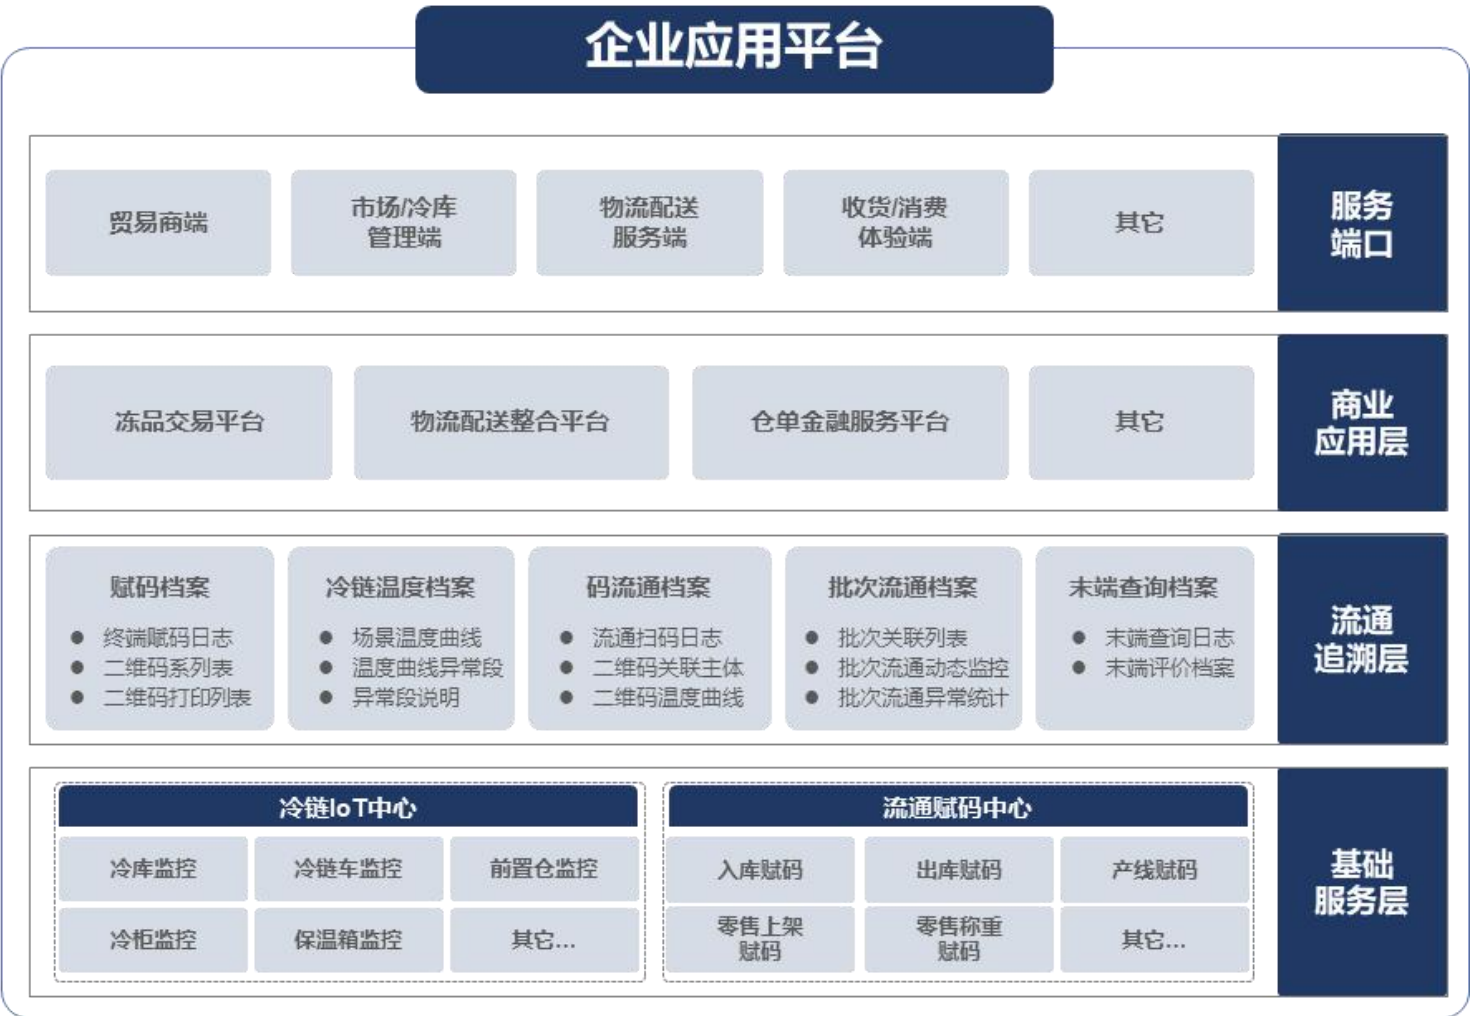 企业应用平台
贸易商端
市场/冷库
管理端
物流配送
服务端
收货/消费
体验端
其它
服务
端口
冻品交易平台
物流配送整合平台
仓单金融服务平台
其它
商业
应用层
赋码档案
● 终端赋码日志
● 二维码系列表
● 二维码打印列表
冷链温度档案
● 场景温度曲线
● 温度曲线异常段
● 异常段说明
码流通档案
● 流通扫码日志
● 二维码关联主体
● 二维码温度曲线
批次流通档案
● 批次关联列表
● 批次流通动态监控
● 批次流通异常统计
末端查询档案
● 末端查询日志
● 末端评价档案
流通
追溯层
冷链IoT中心
冷库监控
冷链车监控
前置仓监控
冷柜监控
保温箱监控
其它...
流通赋码中心
入库赋码
出库赋码
产线赋码
零售上架
赋码
零售称重
赋码
其它...
基础
服务层